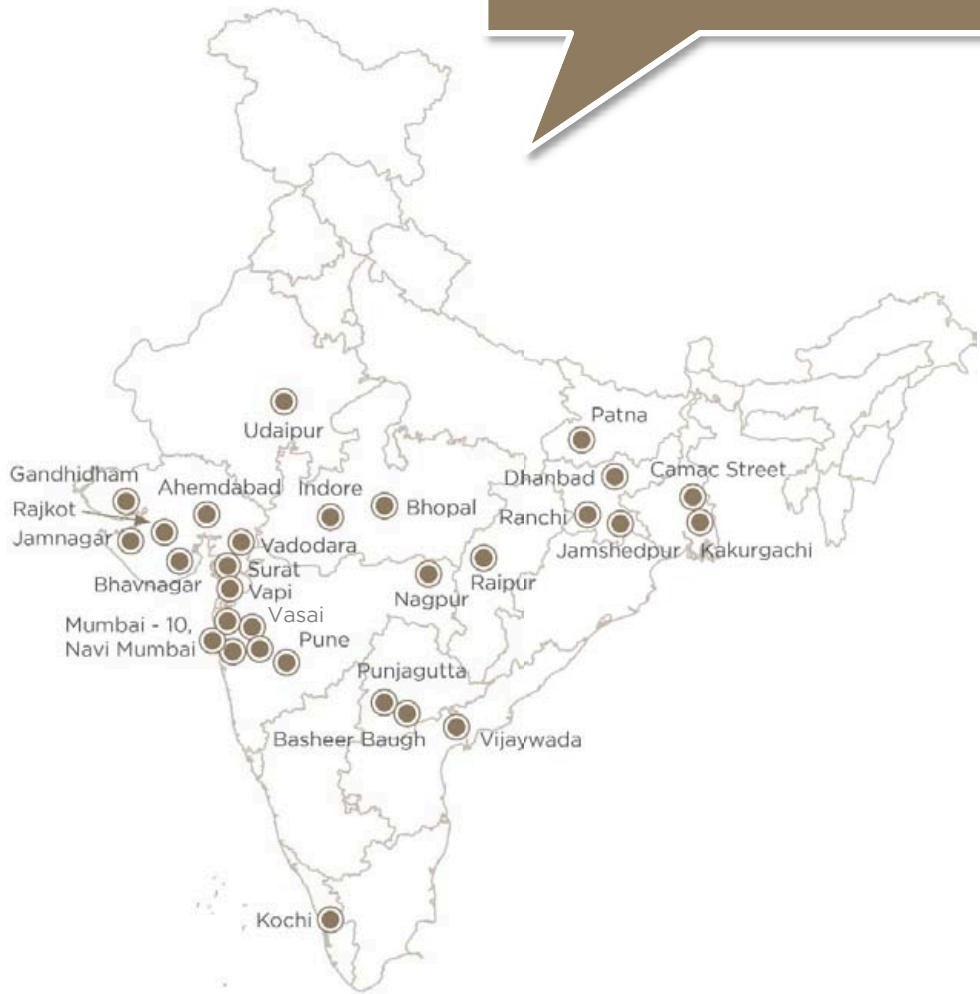 Udaipur
Patna
Gandhidham
Ahemdabad
Indore
Dhanbad
Camac Street
Rajkot
Bhopal
Ranchi
Jamnagar
Vadodara
Jamshedpur
Kakurgachi
Bhavnagar
Surat
Raipur
Vapi
Nagpur
Vasai
Mumbai - 10,
Navi Mumbai
Pune
Punjagutta
Basheer Baugh
Vijaywada
Kochi